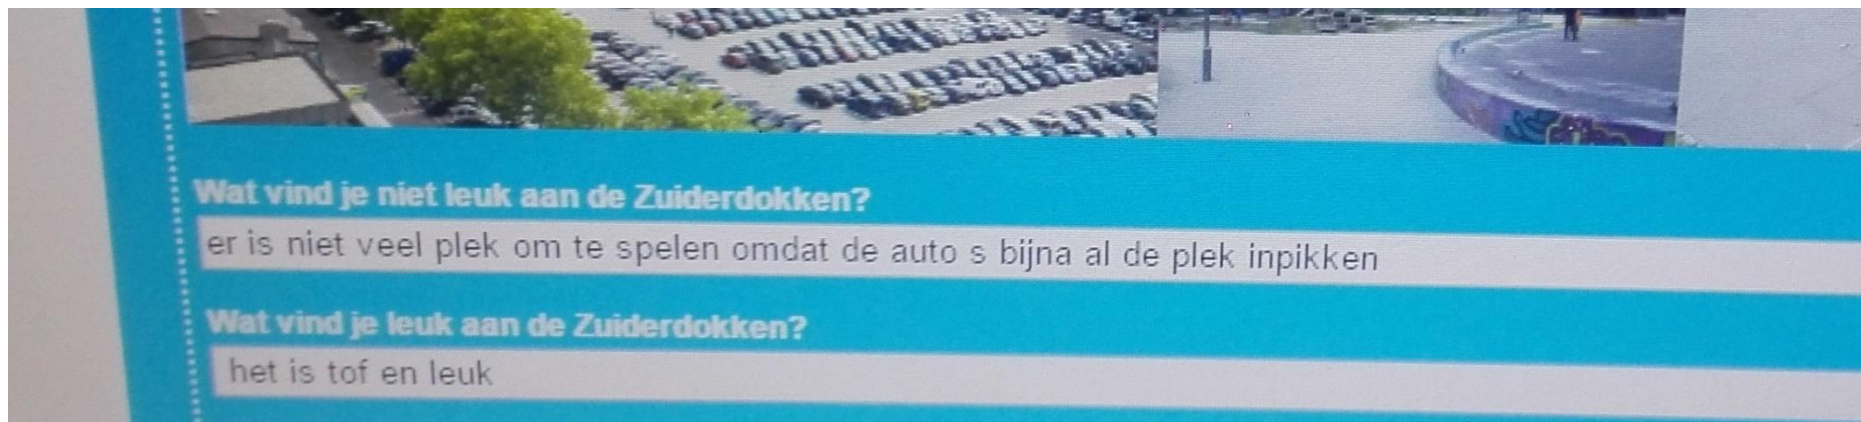 Wat vind je niet leuk aan de Zuiderdokken?
er is niet veel plek om te spelen omdat de auto s bijna al de plek inpikken
Wat vind je leuk aan de Zuiderdokken?
het is tof en leuk